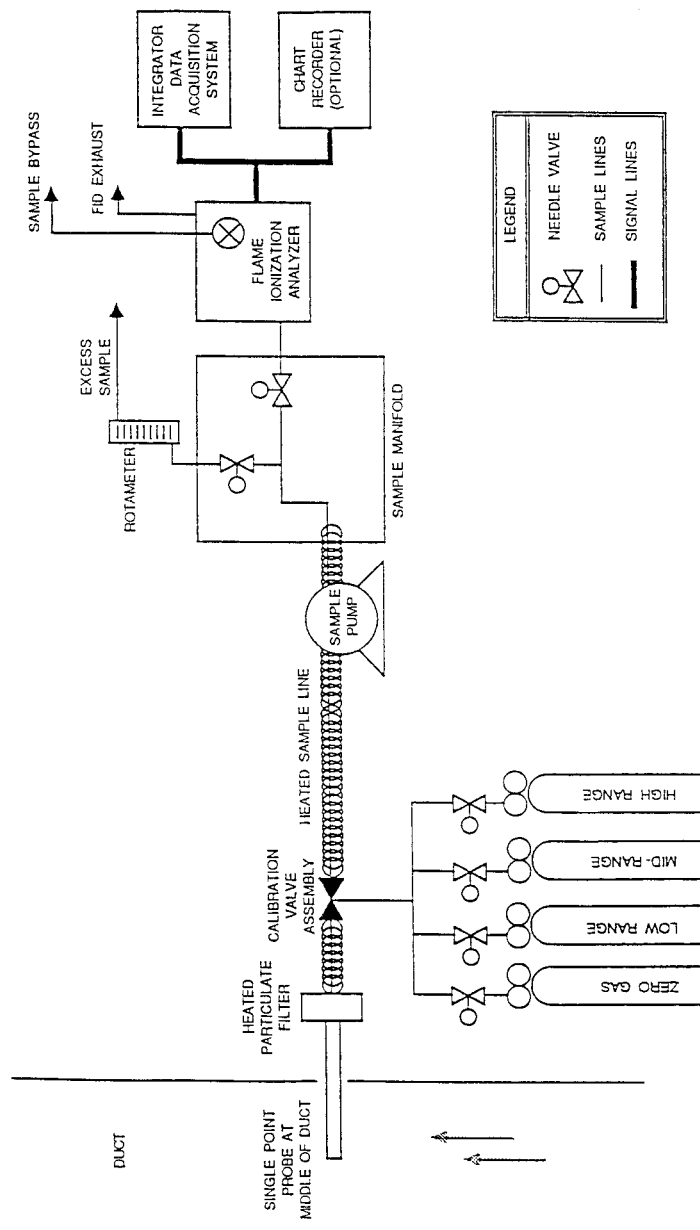 DUCT
SINGLE POINT
PROBE AT
MIDDLE OF DUCT
HEATED
PARTICULATE
FILTER
CALIBRATION
VALVE
ASSEMBLY
HEATED SAMPLE LINE
SAMPLE
PUMP
SAMPLE MANIFOLD
ROTAMETER
EXCESS
SAMPLE
FLAME
IONIZATION
ANALYZER
SAMPLE BYPASS
FID EXHAUST
INTEGRATOR
DATA
ACQUISITION
SYSTEM
CHART
RECORDER
(OPTIONAL)
ZERO GAS
LOW RANGE
MID-RANGE
HIGH RANGE
LEGEND
NEEDLE VALVE
SAMPLE LINES
SIGNAL LINES